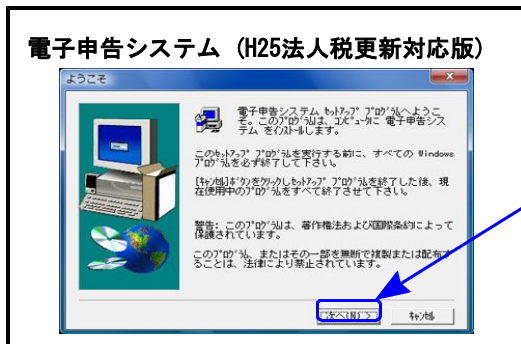 電子申告システム (H25法人税更新対応版)
ようこそ
電子申告システム ｾｯﾄｱｯﾌﾟ ﾌﾟﾛｸﾞﾗﾑへようこ
そ。このﾌﾟﾛｸﾞﾗﾑは、ｺﾝﾋﾟｭｰﾀに 電子申告シス
テム をｲﾝｽﾄｰﾙします。
このｾｯﾄｱｯﾌﾟ ﾌﾟﾛｸﾞﾗﾑを実行する前に、すべての Windows
ﾌﾟﾛｸﾞﾗﾑを必ず終了して下さい。
[ｷｬﾝｾﾙ]ﾎﾞﾀﾝをｸﾘｯｸしｾｯﾄｱｯﾌﾟ ﾌﾟﾛｸﾞﾗﾑを終了した後、現
在使用中のﾌﾟﾛｸﾞﾗﾑをすべて終了させて下さい。
警告: このﾌﾟﾛｸﾞﾗﾑは、著作権法および国際条約によって
保護されています。
このﾌﾟﾛｸﾞﾗﾑ、またはその一部を無断で複製または配布す
ることは、法律により禁止されています。
次へ(N) >
ｷｬﾝｾﾙ